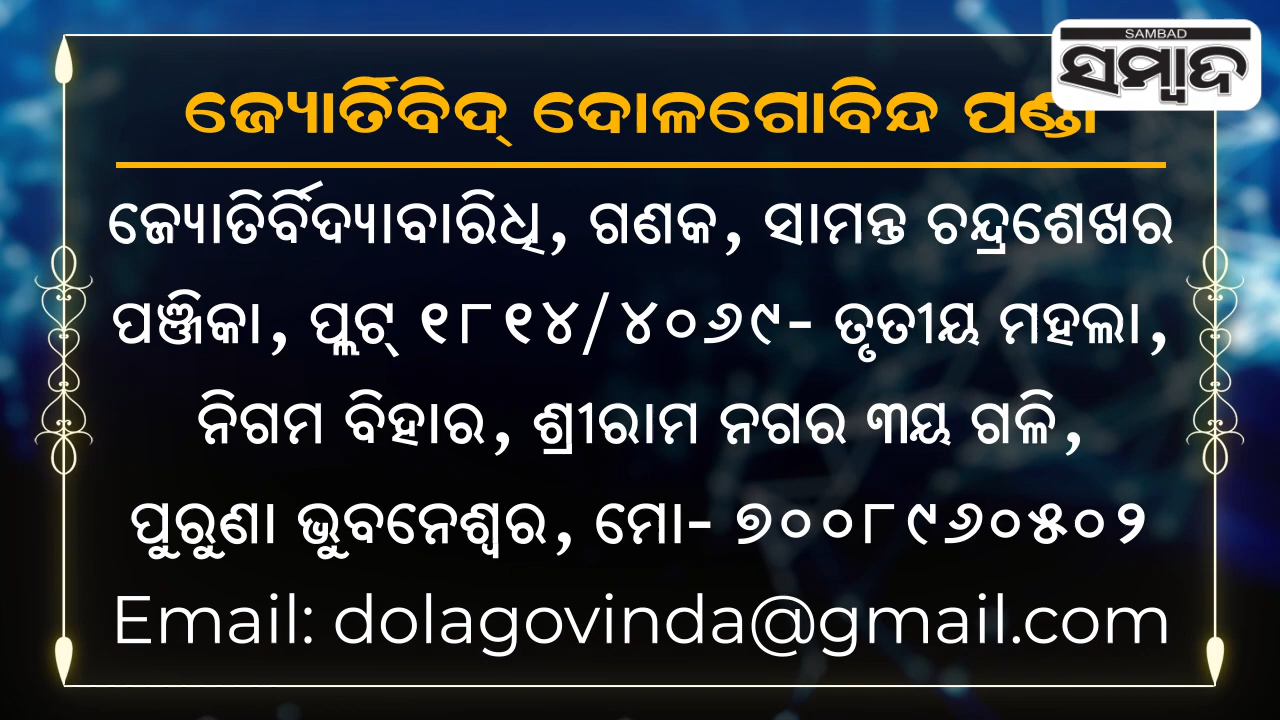 SAMBAD
ସମ୍ବାଦ
ଜ୍ୟୋର୍ତିବିଦ୍ ଦୋଳଗୋବିନ୍ଦ ପଣ୍ଡା
ଜ୍ୟୋତିର୍ବିଦ୍ୟାବାରିଧି, ଗଣକ, ସାମନ୍ତ ଚନ୍ଦ୍ରଶେଖର
ପଞ୍ଜିକା, ପ୍ଲଟ୍ ୧୮୧୪/୪୦୬୯- ତୃତୀୟ ମହଲା,
ନିଗମ ବିହାର, ଶ୍ରୀରାମ ନଗର ୩ୟ ଗଳି,
ପୁରୁଣା ଭୁବନେଶ୍ୱର, ମୋ- ୭୦୦୮୯୬୦୫୦୨
Email: dolagovinda@gmail.com